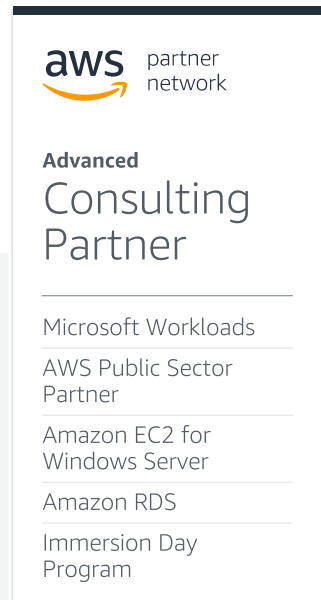 aws partner
network
Advanced
Consulting
Partner
Microsoft Workloads
AWS Public Sector
Partner
Amazon EC2 for
Windows Server
Amazon RDS
Immersion Day
Program